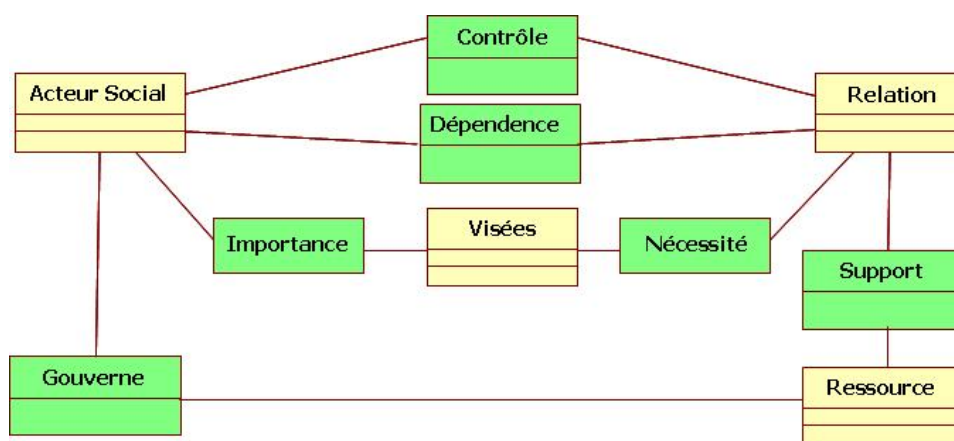 Contrôle
Acteur Social
Relation
Dépendence
Importance
Visées
Nécessité
Support
Gouverne
Ressource